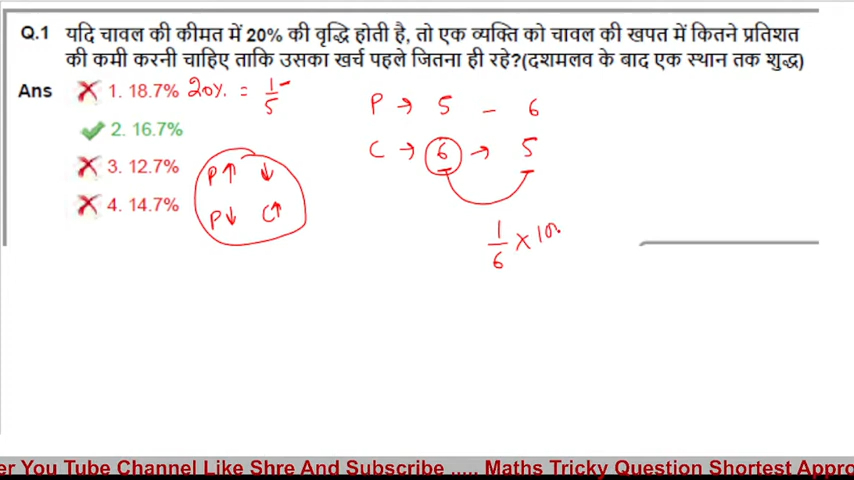 Q.1 यदि चावल की कीमत में 20% की वृद्धि होती है, तो एक व्यक्ति को चावल की खपत में कितने प्रतिशत
की कमी करनी चाहिए ताकि उसका खर्च पहले जितना ही रहे?(दशमलव के बाद एक स्थान तक शुद्ध)
Ans 1. 18.7% 20% = 1/5
2. 16.7%
3. 12.7%
4. 14.7%
P → 5 - 6
C → 6 → 5
P↑ ↓
P↓ C↑
1/6 × 10
er You Tube Channel Like Shre And Subscribe ..... Maths Tricky Question Shortest Appro